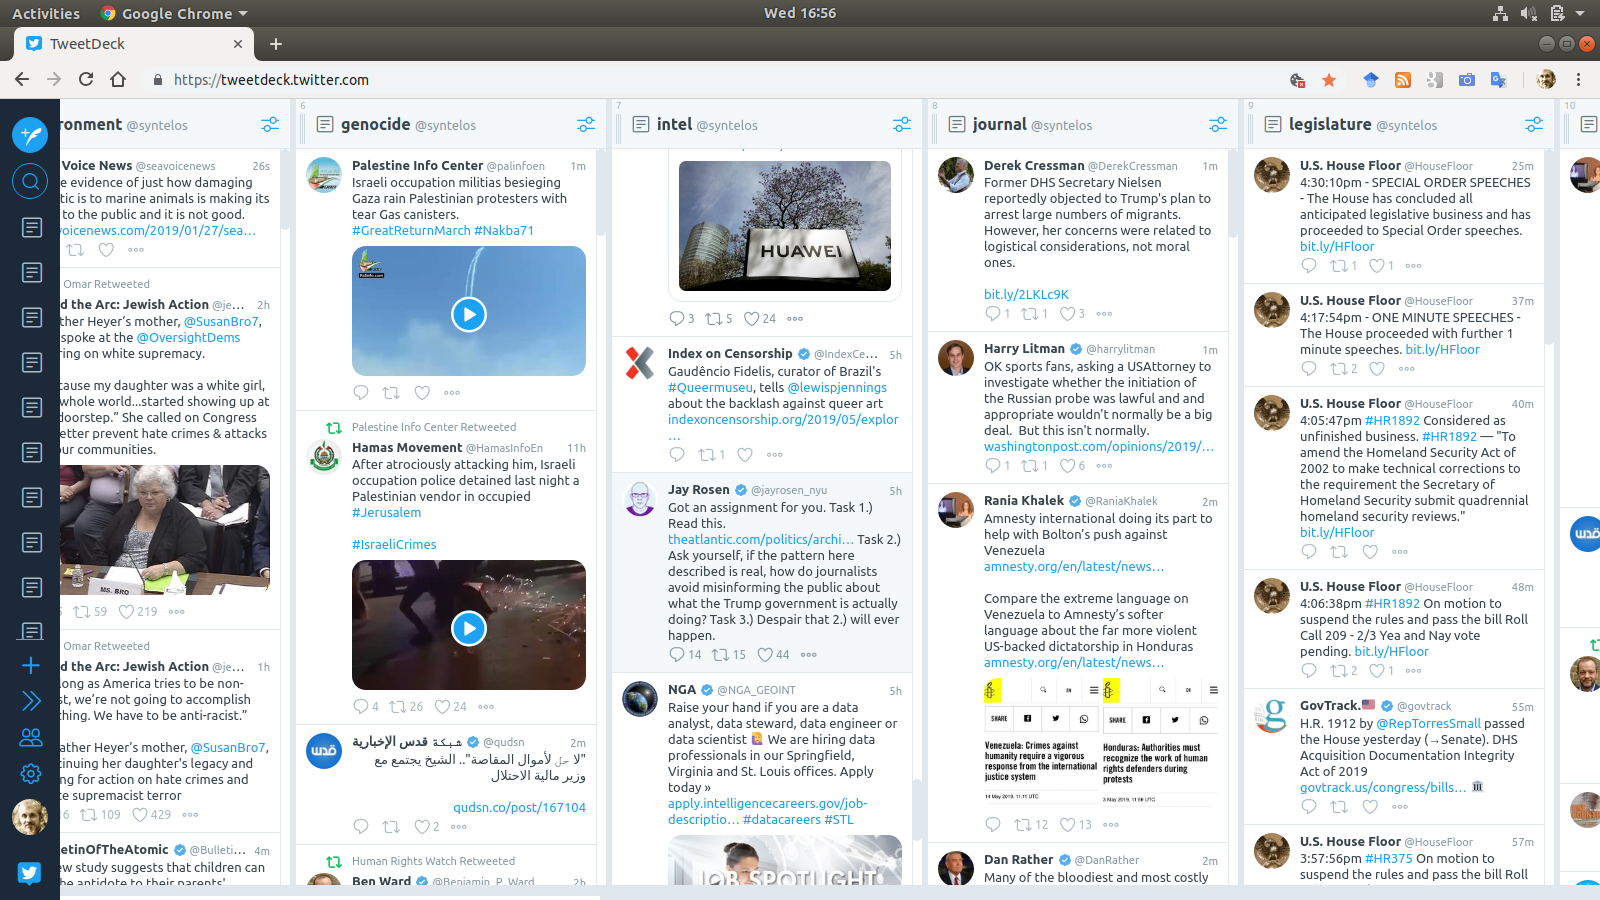 Activities
Google Chrome
Wed 16:56
TweetDeck
https://tweetdeck.twitter.com
ronment @syntelos
Voice News @seavoicenews 26s
e evidence of just how damaging
tic is to marine animals is making its
to the public and it is not good.
voicenews.com/2019/01/27/sea…
Omar Retweeted
d the Arc: Jewish Action @je… 2h
ther Heyer’s mother, @SusanBro7,
spoke at the @OversightDems
ring on white supremacy.
cause my daughter was a white girl,
whole world...started showing up at
doorstep.” She called on Congress
etter prevent hate crimes & attacks
ur communities.
MS. BRO
59 219
Omar Retweeted
d the Arc: Jewish Action @je… 1h
long as America tries to be non-
st, we’re not going to accomplish
thing. We have to be anti-racist.”
ather Heyer’s mother, @SusanBro7,
tinuing her daughter's legacy and
ng for action on hate crimes and
te supremacist terror
6 109 429
etinOfTheAtomic @Bulleti… 4m
ew study suggests that children can
he antidote to their parents'
6
genocide @syntelos
Palestine Info Center @palinfoen 1m
Israeli occupation militias besieging
Gaza rain Palestinian protesters with
tear Gas canisters.
#GreatReturnMarch #Nakba71
Palinfo.com
Palestine Info Center Retweeted
Hamas Movement @HamasInfoEn 11h
After atrociously attacking him, Israeli
occupation police detained last night a
Palestinian vendor in occupied
#Jerusalem
#IsraeliCrimes
4 26 24
قدس
شبكة قدس الإخبارية @qudsn 2m
"لا حل لأموال المقاصة".. الشيخ يجتمع مع
وزير مالية الاحتلال
qudsn.co/post/167104
2
Human Rights Watch Retweeted
Ben Ward @Benjamin_P_Ward 2h
7
intel @syntelos
HUAWEI
3 5 24
Index on Censorship @IndexCe… 5h
Gaudêncio Fidelis, curator of Brazil's
#Queermuseu, tells @lewispjennings
about the backlash against queer art
indexoncensorship.org/2019/05/explor
…
1
Jay Rosen @jayrosen_nyu 5h
Got an assignment for you. Task 1.)
Read this.
theatlantic.com/politics/archi… Task 2.)
Ask yourself, if the pattern here
described is real, how do journalists
avoid misinforming the public about
what the Trump government is actually
doing? Task 3.) Despair that 2.) will ever
happen.
14 15 44
NGA @NGA_GEOINT 5h
Raise your hand if you are a data
analyst, data steward, data engineer or
data scientist 🙋 We are hiring data
professionals in our Springfield,
Virginia and St. Louis offices. Apply
today »
apply.intelligencecareers.gov/job-
descriptio… #datacareers #STL
JOB SPOTLIGHT:
8
journal @syntelos
Derek Cressman @DerekCressman 1m
Former DHS Secretary Nielsen
reportedly objected to Trump's plan to
arrest large numbers of migrants.
However, her concerns were related to
logistical considerations, not moral
ones.
bit.ly/2LKLc9K
1 1 3
Harry Litman @harrylitman 1m
OK sports fans, asking a USAttorney to
investigate whether the initiation of
the Russian probe was lawful and and
appropriate wouldn't normally be a big
deal. But this isn't normally.
washingtonpost.com/opinions/2019/…
1 1 6
Rania Khalek @RaniaKhalek 2m
Amnesty international doing its part to
help with Bolton’s push against
Venezuela
amnesty.org/en/latest/news…
Compare the extreme language on
Venezuela to Amnesty’s softer
language about the far more violent
US-backed dictatorship in Honduras
amnesty.org/en/latest/news…
EN EN
SHARE SHARE
Venezuela: Crimes against
humanity require a vigorous
response from the international
justice system
14 May 2019, 11:11 UTC
Honduras: Authorities must
recognize the work of human
rights defenders during
protests
3 May 2019, 11:56 UTC
12 13
Dan Rather @DanRather 2m
Many of the bloodiest and most costly
9
legislature @syntelos
U.S. House Floor @HouseFloor 25m
4:30:10pm - SPECIAL ORDER SPEECHES
- The House has concluded all
anticipated legislative business and has
proceeded to Special Order speeches.
bit.ly/HFloor
1 1
U.S. House Floor @HouseFloor 37m
4:17:54pm - ONE MINUTE SPEECHES -
The House proceeded with further 1
minute speeches. bit.ly/HFloor
2
U.S. House Floor @HouseFloor 40m
4:05:47pm #HR1892 Considered as
unfinished business. #HR1892 — "To
amend the Homeland Security Act of
2002 to make technical corrections to
the requirement the Secretary of
Homeland Security submit quadrennial
homeland security reviews."
bit.ly/HFloor
U.S. House Floor @HouseFloor 48m
4:06:38pm #HR1892 On motion to
suspend the rules and pass the bill Roll
Call 209 - 2/3 Yea and Nay vote
pending. bit.ly/HFloor
2 1
GovTrack.🇺🇸 @govtrack 55m
H.R. 1912 by @RepTorresSmall passed
the House yesterday (→Senate). DHS
Acquisition Documentation Integrity
Act of 2019
govtrack.us/congress/bills… 🏛
U.S. House Floor @HouseFloor 57m
3:57:56pm #HR375 On motion to
suspend the rules and pass the bill Roll
10
قدس